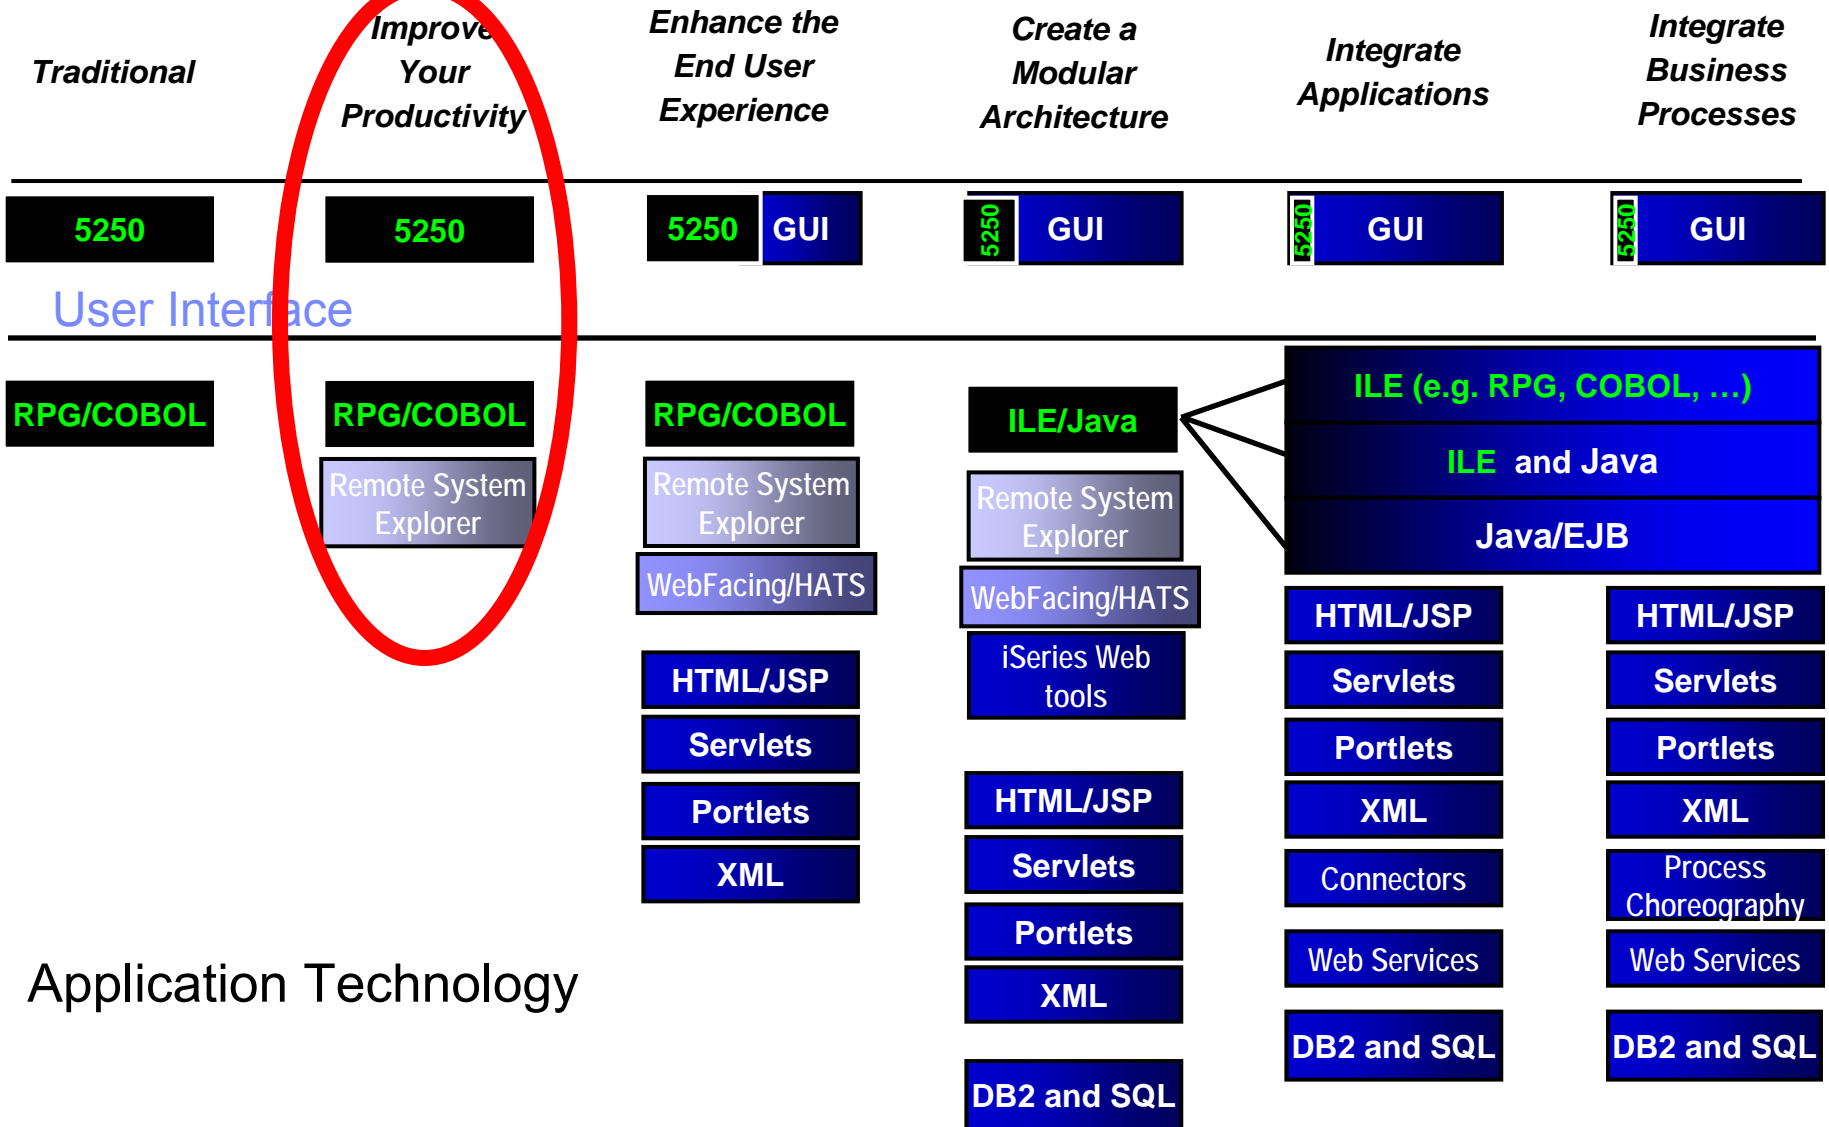 Traditional
Improve
Your
Productivity
Enhance the
End User
Experience
Create a
Modular
Architecture
Integrate
Applications
Integrate
Business
Processes
5250
5250
5250
GUI
5250
GUI
5250
GUI
5250
GUI
User Interface
RPG/COBOL
RPG/COBOL
Remote System
Explorer
RPG/COBOL
Remote System
Explorer
WebFacing/HATS
HTML/JSP
Servlets
Portlets
XML
ILE/Java
Remote System
Explorer
WebFacing/HATS
iSeries Web
tools
HTML/JSP
Servlets
Portlets
XML
DB2 and SQL
ILE (e.g. RPG, COBOL, …)
ILE and Java
Java/EJB
HTML/JSP
Servlets
Portlets
XML
Connectors
Web Services
DB2 and SQL
HTML/JSP
Servlets
Portlets
XML
Process
Choreography
Web Services
DB2 and SQL
Application Technology